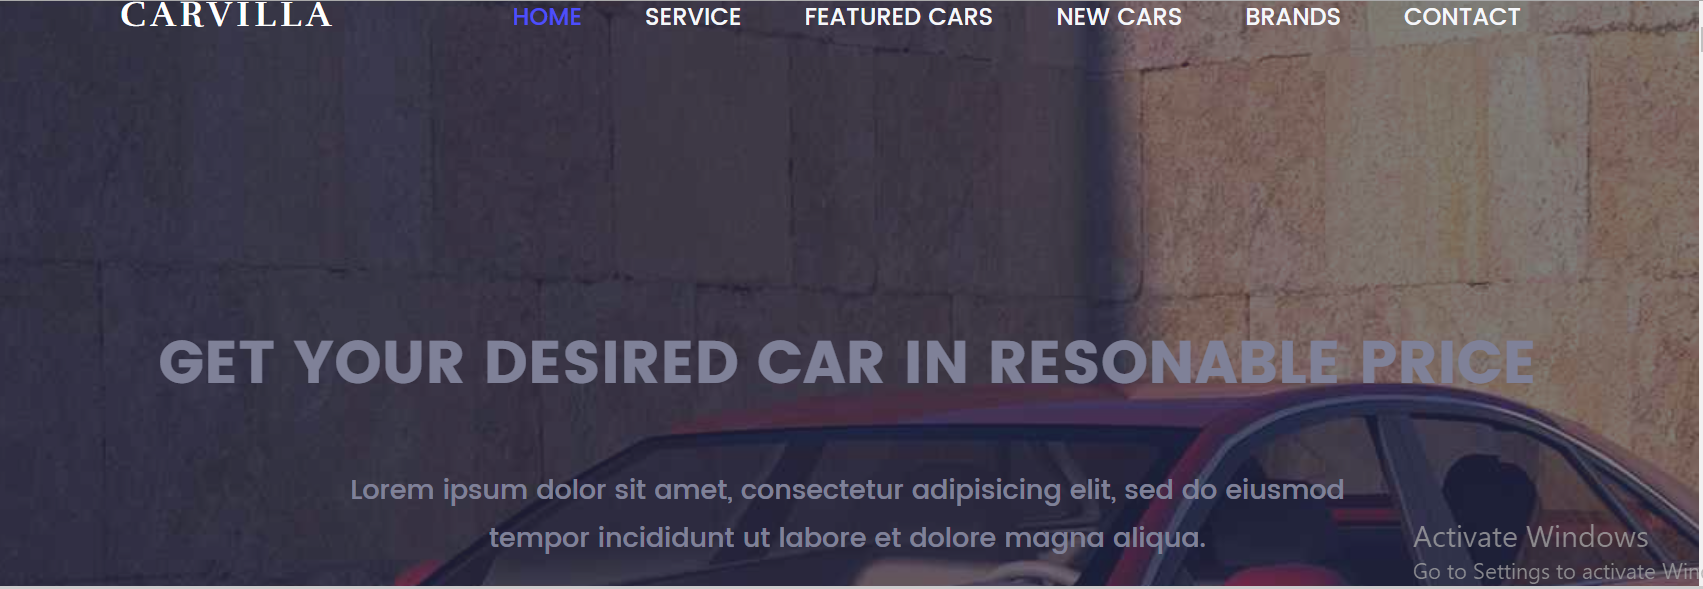 CARVILLA HOME SERVICE FEATURED CARS NEW CARS BRANDS CONTACT
GET YOUR DESIRED CAR IN RESONABLE PRICE
Lorem ipsum dolor sit amet, consectetur adipisicing elit, sed do eiusmod
tempor incididunt ut labore et dolore magna aliqua.
Activate Windows
Go to Settings to activate